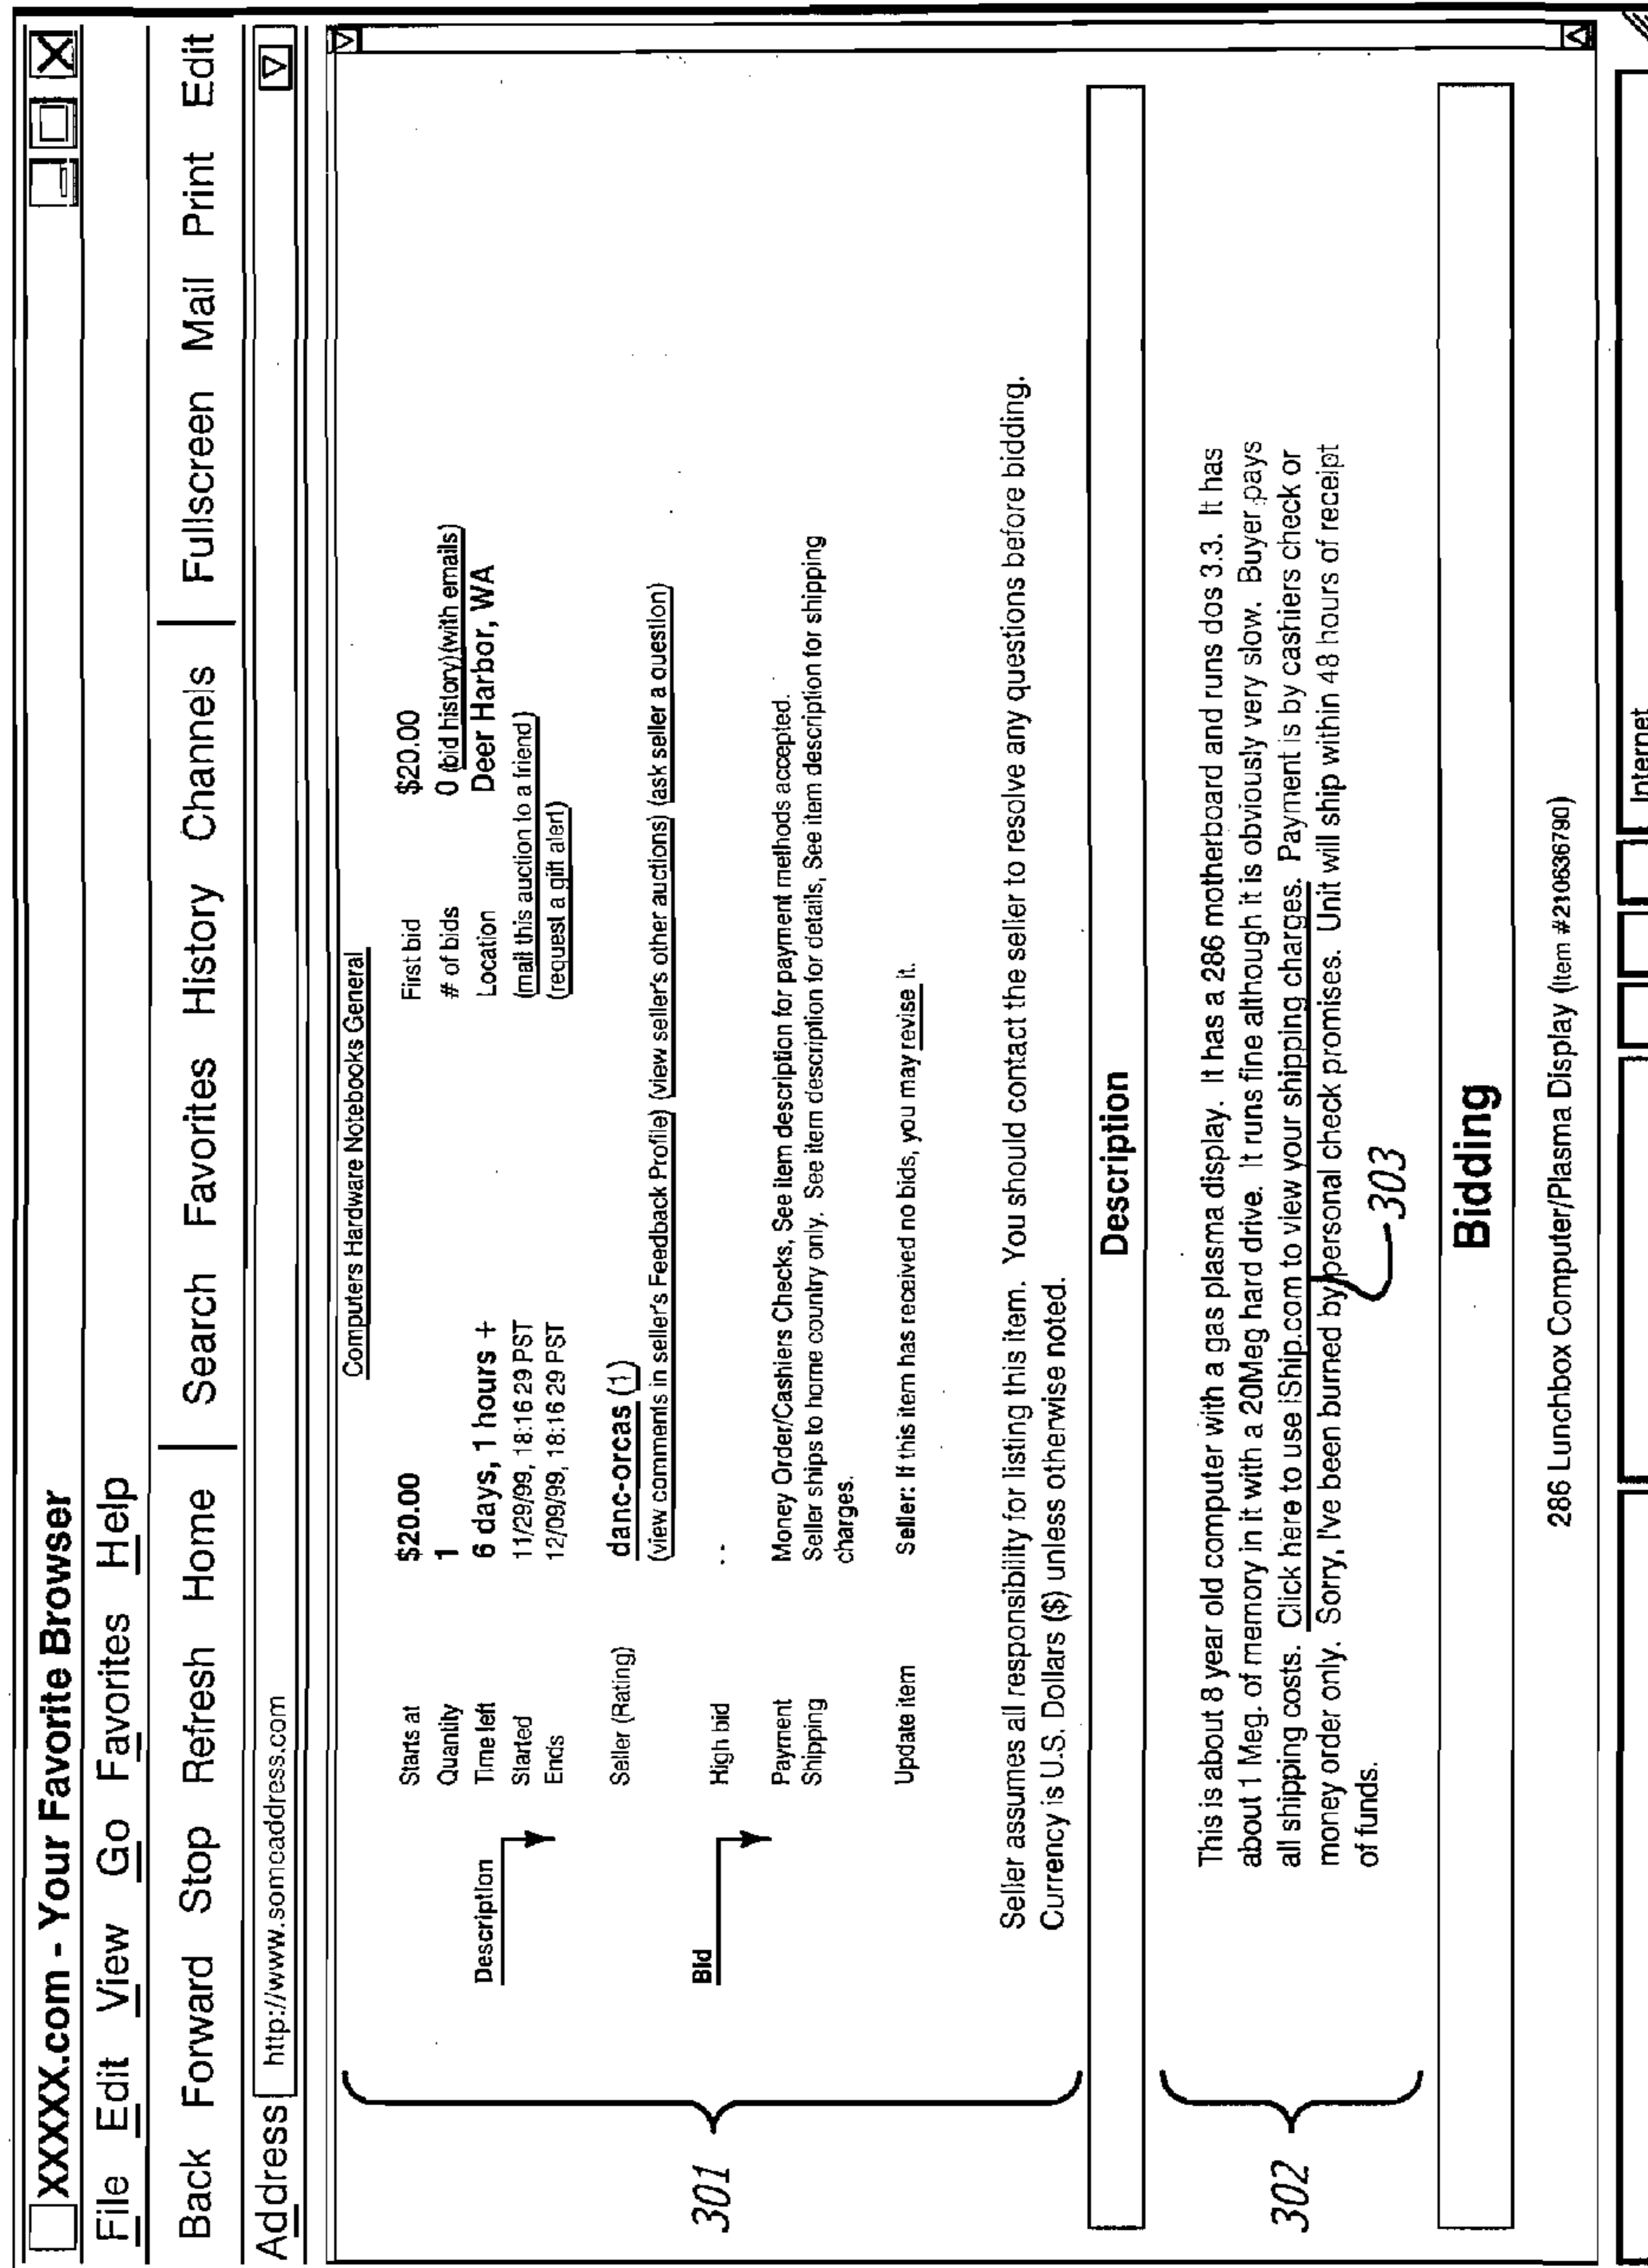 XXXXX.com - Your Favorite Browser
File Edit View Go Favorites Help
Back Forward Stop Refresh Home Search Favorites History Channels Fullscreen Mail Print Edit
Address http://www.someaddress.com
Computers Hardware Notebooks General
Starts at $20.00 First bid $20.00
Quantity 1 # of bids 0 (bid history)(with emails)
Time left 6 days, 1 hours + Location Deer Harbor, WA
Description
Started 11/29/99, 18:16 29 PST (mail this auction to a friend)
Ends 12/09/99, 18:16 29 PST (request a gift alert)
Seller (Rating) danc-orcas (1)
(view comments in seller's Feedback Profile) (view seller's other auctions) (ask seller a question)
301
Bid
High bid . .
Payment Money Order/Cashiers Checks, See item description for payment methods accepted.
Shipping Seller ships to home country only. See item description for details, See item description for shipping
charges.
Update item Seller: If this item has received no bids, you may revise it.
Seller assumes all responsibility for listing this item. You should contact the seller to resolve any questions before bidding.
Currency is U.S. Dollars ($) unless otherwise noted.
Description
This is about 8 year old computer with a gas plasma display. It has a 286 motherboard and runs dos 3.3. It has
about 1 Meg. of memory in it with a 20Meg hard drive. It runs fine although it is obviously very slow. Buyer pays
all shipping costs. Click here to use iShip.com to view your shipping charges. Payment is by cashiers check or
money order only. Sorry, I've been burned by personal check promises. Unit will ship within 48 hours of receipt
of funds.
302
303
Bidding
286 Lunchbox Computer/Plasma Display (Item #210636790)
Internet